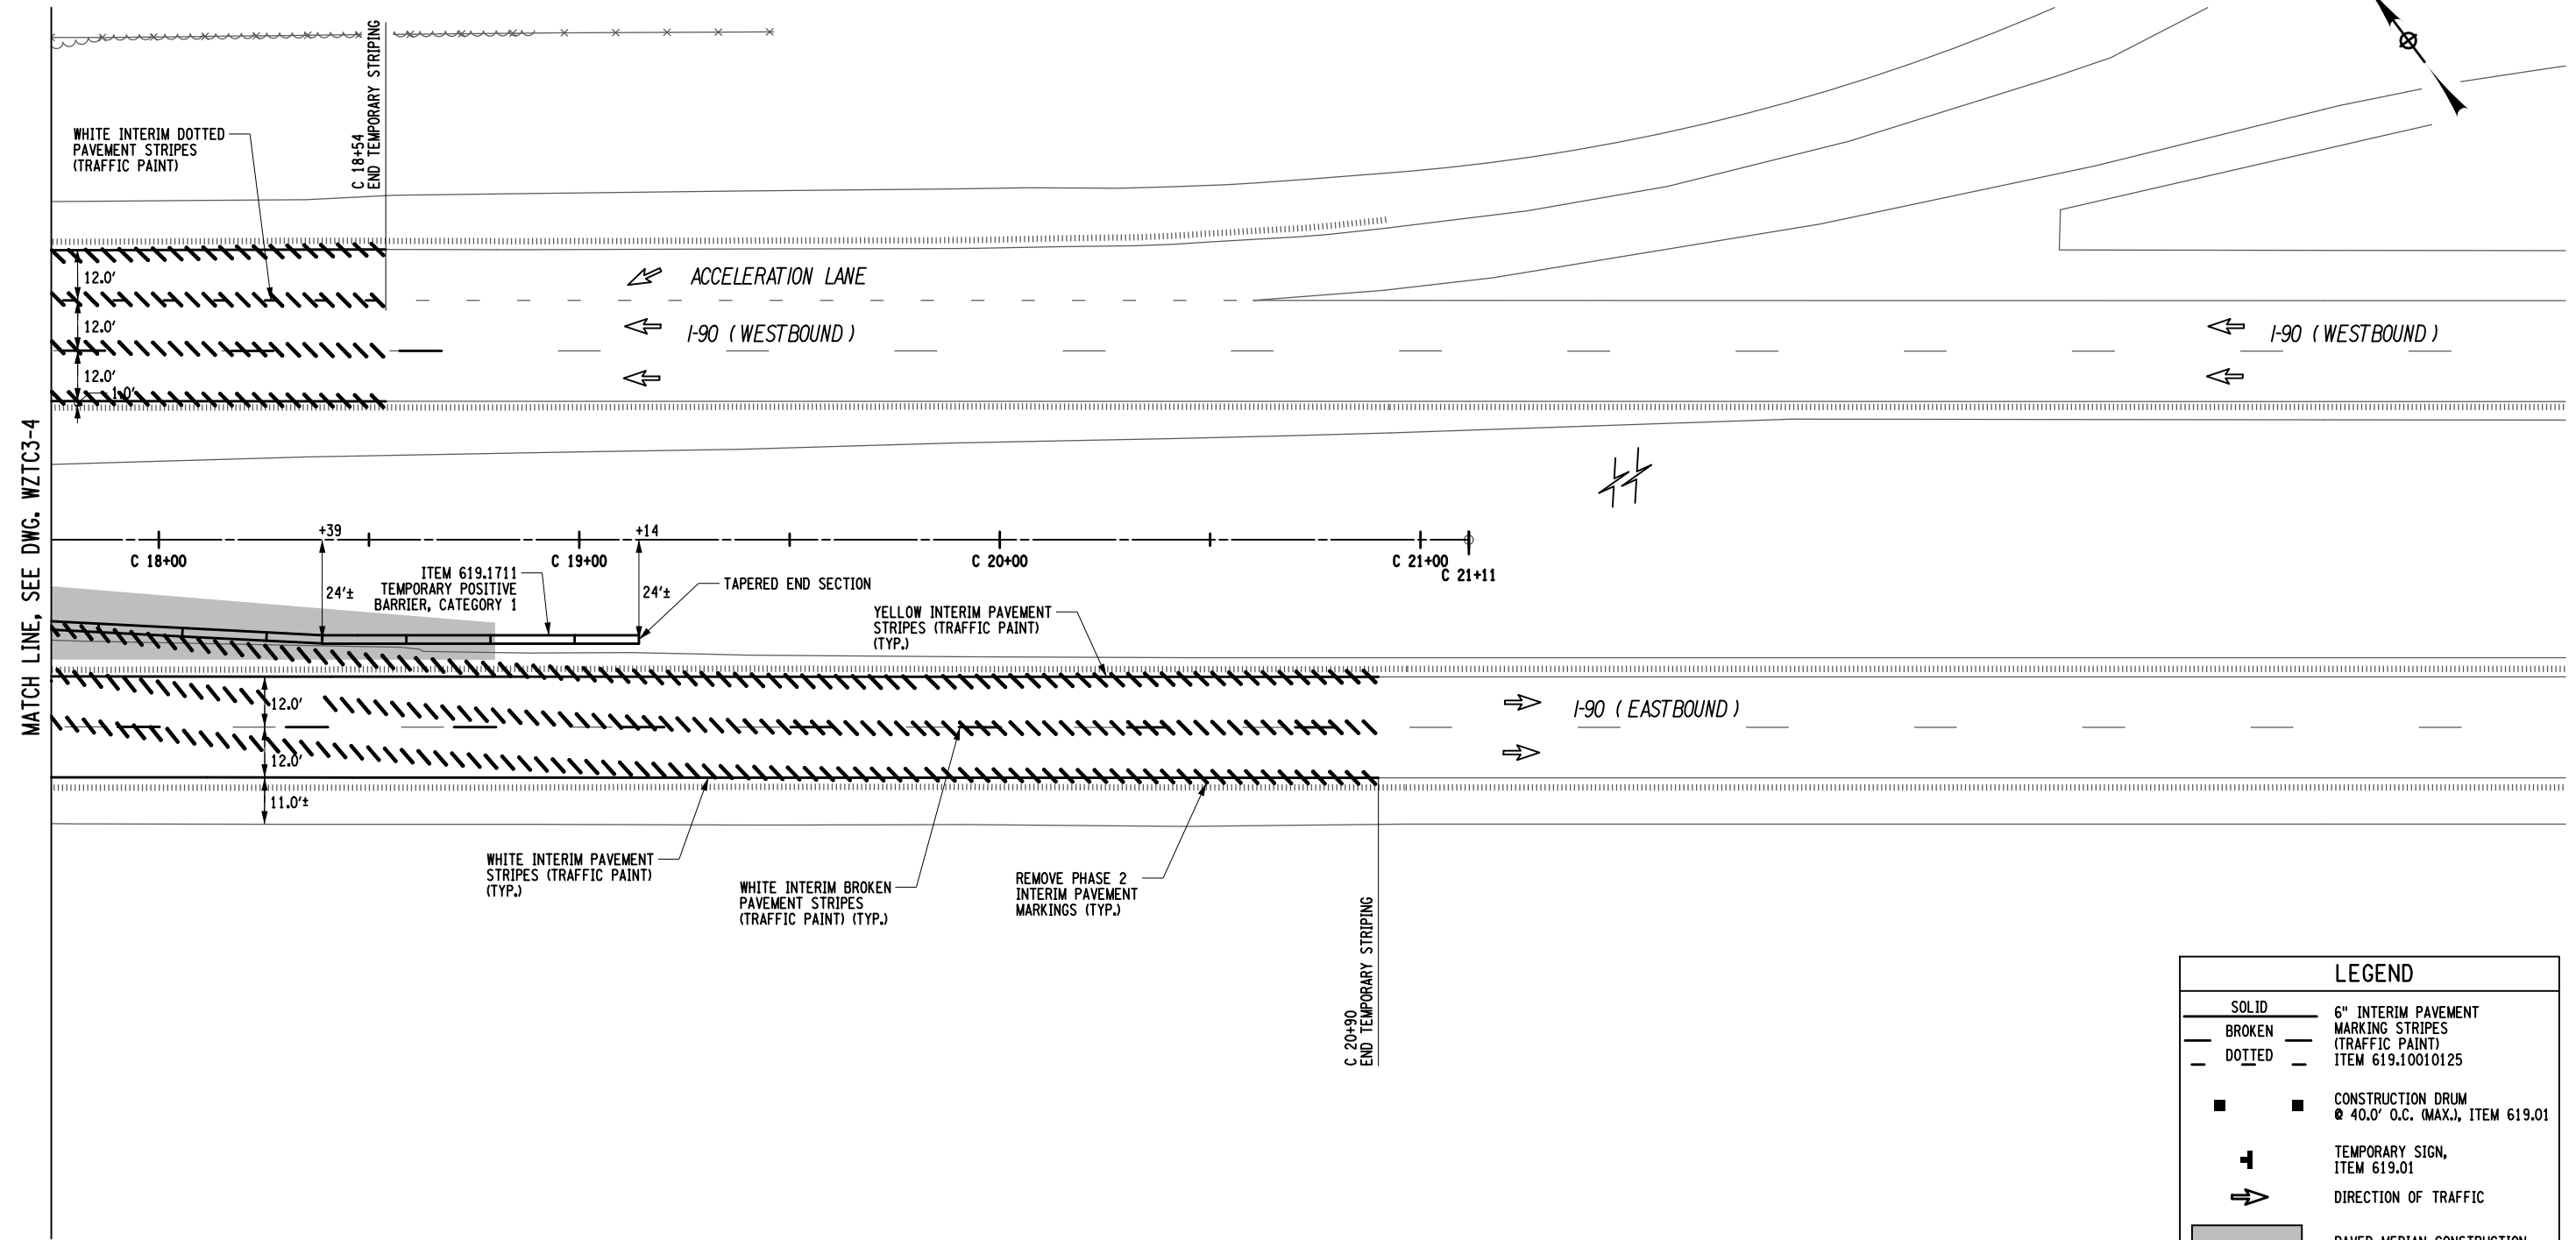 C 18+54
END TEMPORARY STRIPING
WHITE INTERIM DOTTED
PAVEMENT STRIPES
(TRAFFIC PAINT)
12.0'
ACCELERATION LANE
12.0'
I-90 (WESTBOUND)
I-90 (WESTBOUND)
12.0'
1.0'
MATCH LINE, SEE DWG. WZTC3-4
+39
+14
C 18+00
C 19+00
C 20+00
C 21+00
C 21+11
ITEM 619.1711
TEMPORARY POSITIVE
BARRIER, CATEGORY 1
24'±
24'±
TAPERED END SECTION
YELLOW INTERIM PAVEMENT
STRIPES (TRAFFIC PAINT)
(TYP.)
12.0'
I-90 (EASTBOUND)
12.0'
11.0'±
WHITE INTERIM PAVEMENT
STRIPES (TRAFFIC PAINT)
(TYP.)
WHITE INTERIM BROKEN
PAVEMENT STRIPES
(TRAFFIC PAINT) (TYP.)
REMOVE PHASE 2
INTERIM PAVEMENT
MARKINGS (TYP.)
C 20+90
END TEMPORARY STRIPING
LEGEND
SOLID
BROKEN
DOTTED
6" INTERIM PAVEMENT
MARKING STRIPES
(TRAFFIC PAINT)
ITEM 619.10010125
CONSTRUCTION DRUM
@ 40.0' O.C. (MAX.), ITEM 619.01
TEMPORARY SIGN,
ITEM 619.01
DIRECTION OF TRAFFIC
PAVED MEDIAN CONSTRUCTION